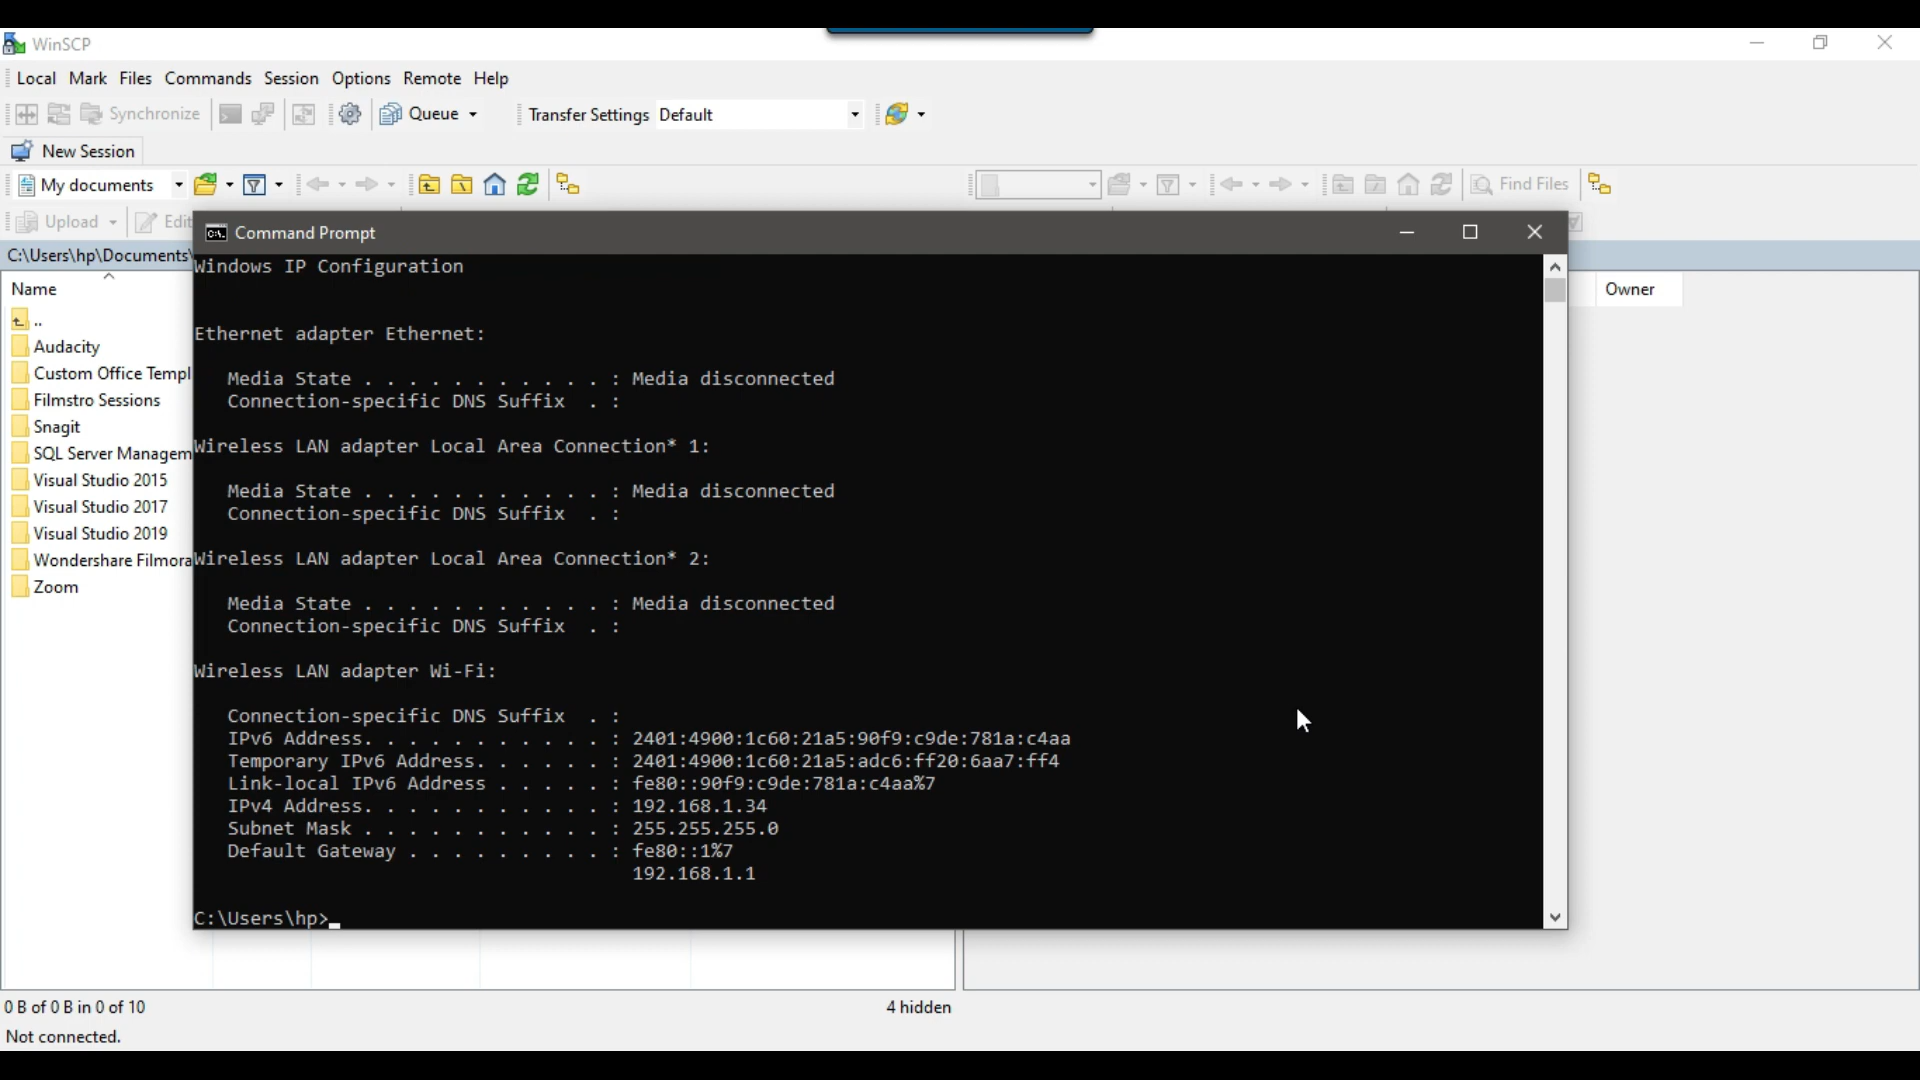 WinSCP
Local Mark Files Commands Session Options Remote Help
Synchronize Queue Transfer Settings Default
New Session
My documents Find Files
Upload Edit
C:\Users\hp\Documents\
Name
..
Audacity
Custom Office Templ
Filmstro Sessions
Snagit
SQL Server Managem
Visual Studio 2015
Visual Studio 2017
Visual Studio 2019
Wondershare Filmora
Zoom
Owner
Command Prompt
Windows IP Configuration
Ethernet adapter Ethernet:
Media State . . . . . . . . . . . : Media disconnected
Connection-specific DNS Suffix . :
Wireless LAN adapter Local Area Connection* 1:
Media State . . . . . . . . . . . : Media disconnected
Connection-specific DNS Suffix . :
Wireless LAN adapter Local Area Connection* 2:
Media State . . . . . . . . . . . : Media disconnected
Connection-specific DNS Suffix . :
Wireless LAN adapter Wi-Fi:
Connection-specific DNS Suffix . :
IPv6 Address. . . . . . . . . . . : 2401:4900:1c60:21a5:90f9:c9de:781a:c4aa
Temporary IPv6 Address. . . . . . : 2401:4900:1c60:21a5:adc6:ff20:6aa7:ff4
Link-local IPv6 Address . . . . . : fe80::90f9:c9de:781a:c4aa%7
IPv4 Address. . . . . . . . . . . : 192.168.1.34
Subnet Mask . . . . . . . . . . . : 255.255.255.0
Default Gateway . . . . . . . . . : fe80::1%7
192.168.1.1
C:\Users\hp>_
0 B of 0 B in 0 of 10
4 hidden
Not connected.